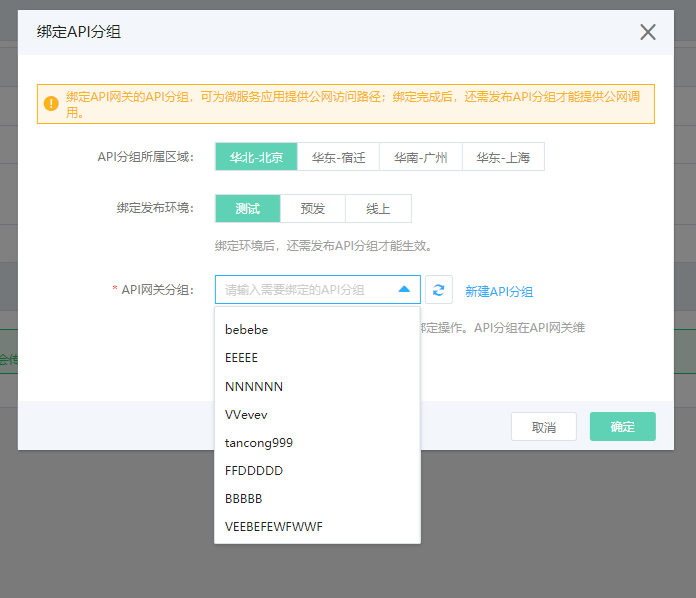 绑定API分组
绑定API网关的API分组，可为微服务应用提供公网访问路径；绑定完成后，还需发布API分组才能提供公网调
用。
API分组所属区域： 华北-北京 华东-宿迁 华南-广州 华东-上海
绑定发布环境： 测试 预发 线上
绑定环境后，还需发布API分组才能生效。
* API网关分组： 请输入需要绑定的API分组 新建API分组
绑定操作。API分组在API网关维
bebebe
EEEEE
NNNNNN
VVevev
tancong999
FFDDDDD
BBBBB
VEEBEFEWFWWF
取消 确定